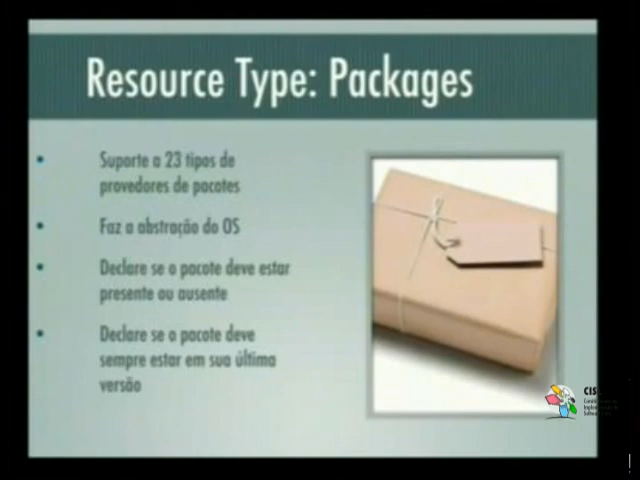 Resource Type: Packages
• Suporte a 23 tipos de
provedores de pacotes
• Faz a abstração do OS
• Declare se o pacote deve estar
presente ou ausente
• Declare se o pacote deve
sempre estar em sua última
versão
CIS